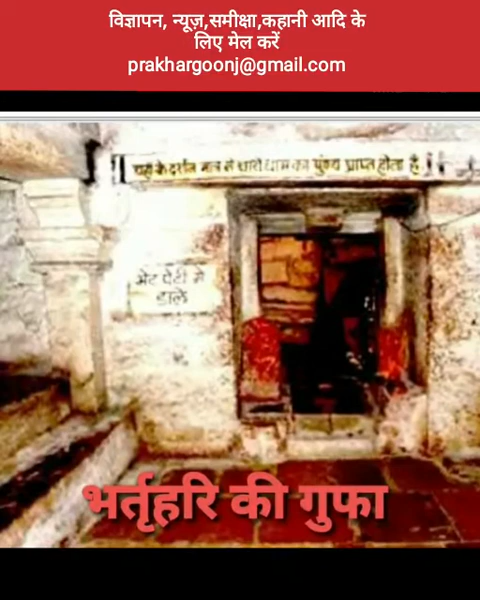 विज्ञापन, न्यूज़,समीक्षा,कहानी आदि के
लिए मेल करें
prakhargoonj@gmail.com
यहाँ के दर्शन मात्र से चारो धाम का पुण्य प्राप्त होता है
भेट पेटी मे
डाले
भर्तृहरि की गुफा